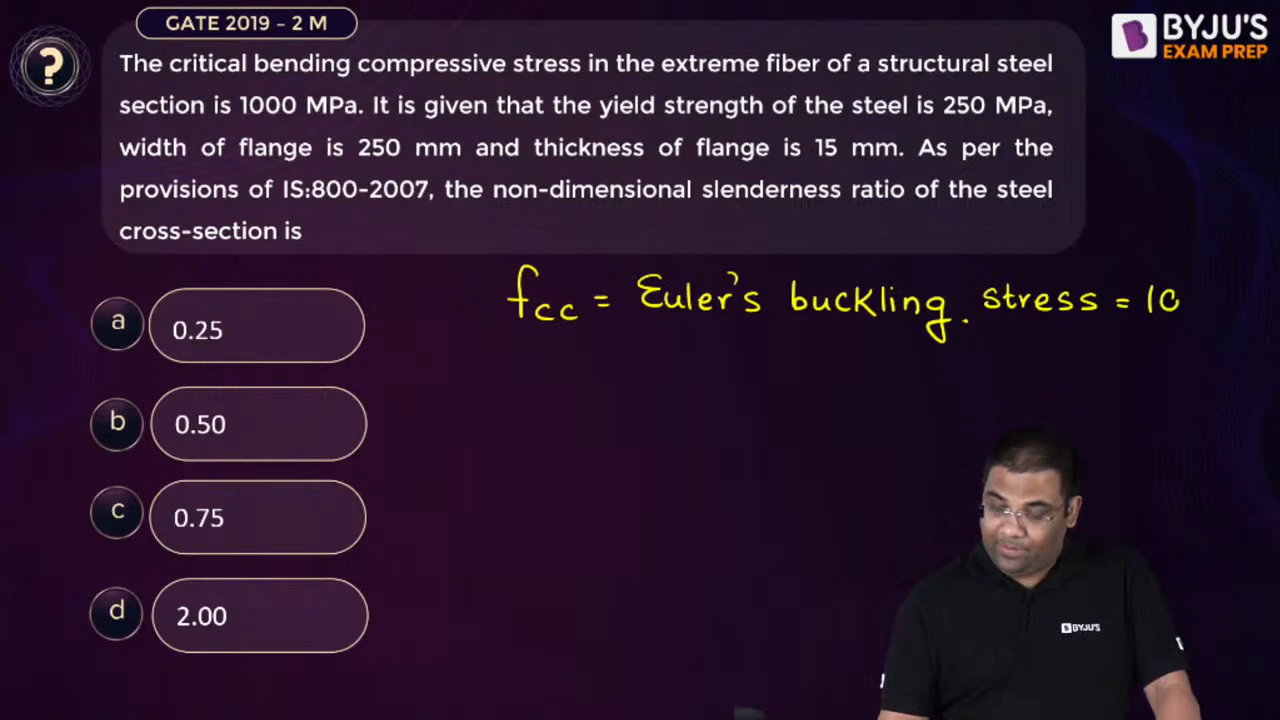 GATE 2019 – 2 M
BYJU'S
EXAM PREP
?
The critical bending compressive stress in the extreme fiber of a structural steel
section is 1000 MPa. It is given that the yield strength of the steel is 250 MPa,
width of flange is 250 mm and thickness of flange is 15 mm. As per the
provisions of IS:800-2007, the non-dimensional slenderness ratio of the steel
cross-section is
fcc = Euler's buckling. stress = 10
a 0.25
b 0.50
c 0.75
d 2.00
BYJU'S